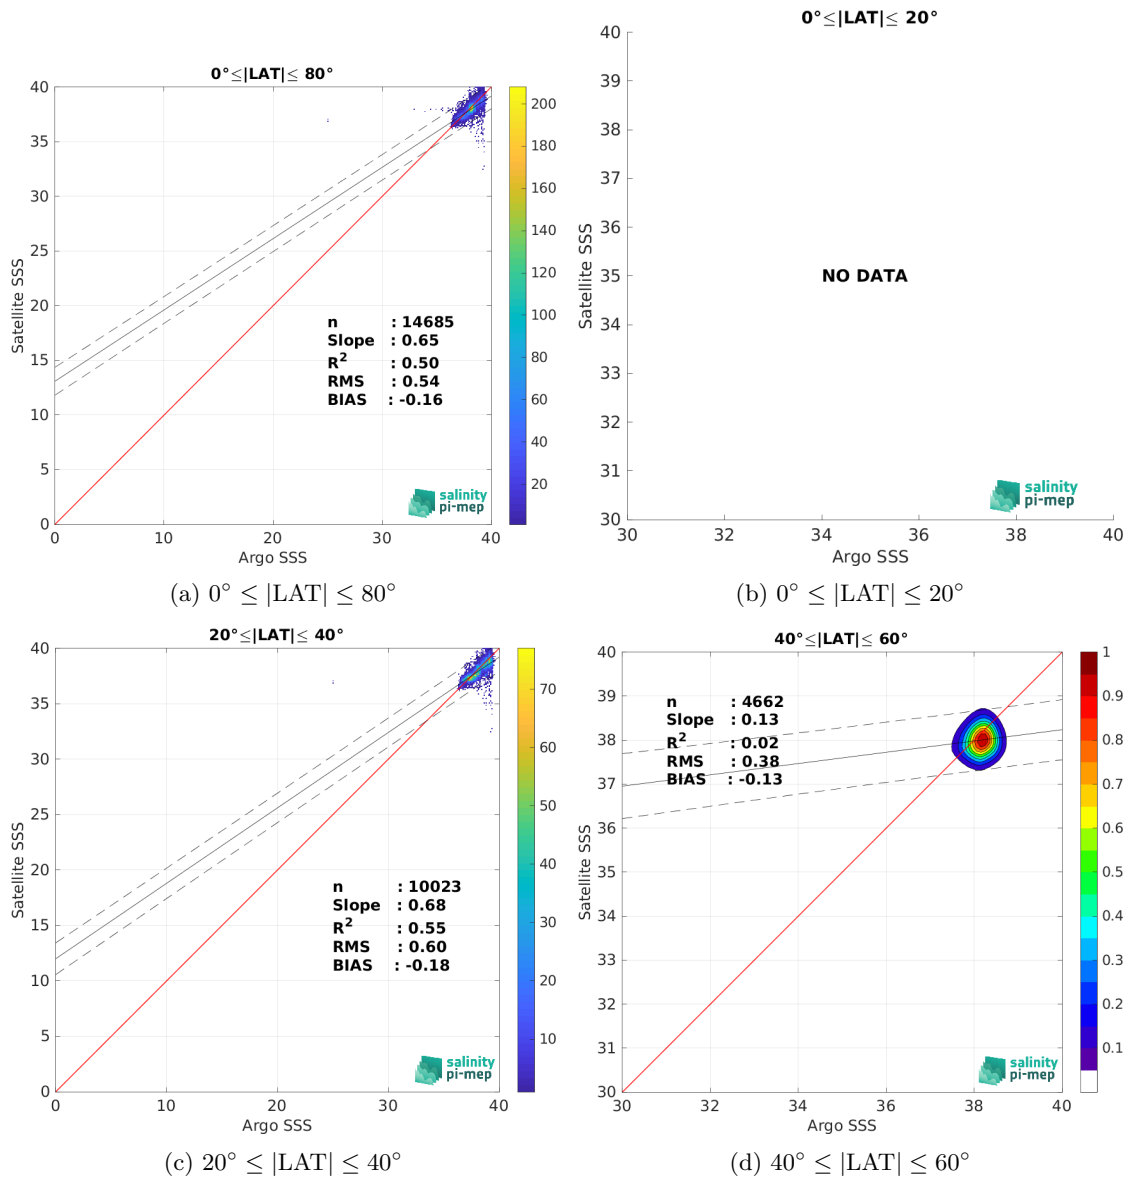 0°≤|LAT|≤ 80°
Satellite SSS
40
35
30
25
20
15
10
5
0
0 10 20 30 40
Argo SSS
n : 14685
Slope : 0.65
R² : 0.50
RMS : 0.54
BIAS : -0.16
salinity
pi-mep
200
180
160
140
120
100
80
60
40
20
(a) 0° ≤ |LAT| ≤ 80°
0°≤|LAT|≤ 20°
Satellite SSS
40
39
38
37
36
35
34
33
32
31
30
30 32 34 36 38 40
Argo SSS
NO DATA
salinity
pi-mep
(b) 0° ≤ |LAT| ≤ 20°
20°≤|LAT|≤ 40°
Satellite SSS
40
35
30
25
20
15
10
5
0
0 10 20 30 40
Argo SSS
n : 10023
Slope : 0.68
R² : 0.55
RMS : 0.60
BIAS : -0.18
salinity
pi-mep
70
60
50
40
30
20
10
(c) 20° ≤ |LAT| ≤ 40°
40°≤|LAT|≤ 60°
Satellite SSS
40
39
38
37
36
35
34
33
32
31
30
30 32 34 36 38 40
Argo SSS
n : 4662
Slope : 0.13
R² : 0.02
RMS : 0.38
BIAS : -0.13
salinity
pi-mep
1
0.9
0.8
0.7
0.6
0.5
0.4
0.3
0.2
0.1
(d) 40° ≤ |LAT| ≤ 60°